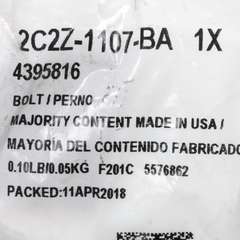 2C2Z-1107-BA 1X
4395816
BOLT / PERNO
MAJORITY CONTENT MADE IN USA /
MAYORÍA DEL CONTENIDO FABRICADO
0.10LB/0.05KG F201C 5576862
PACKED:11APR2018